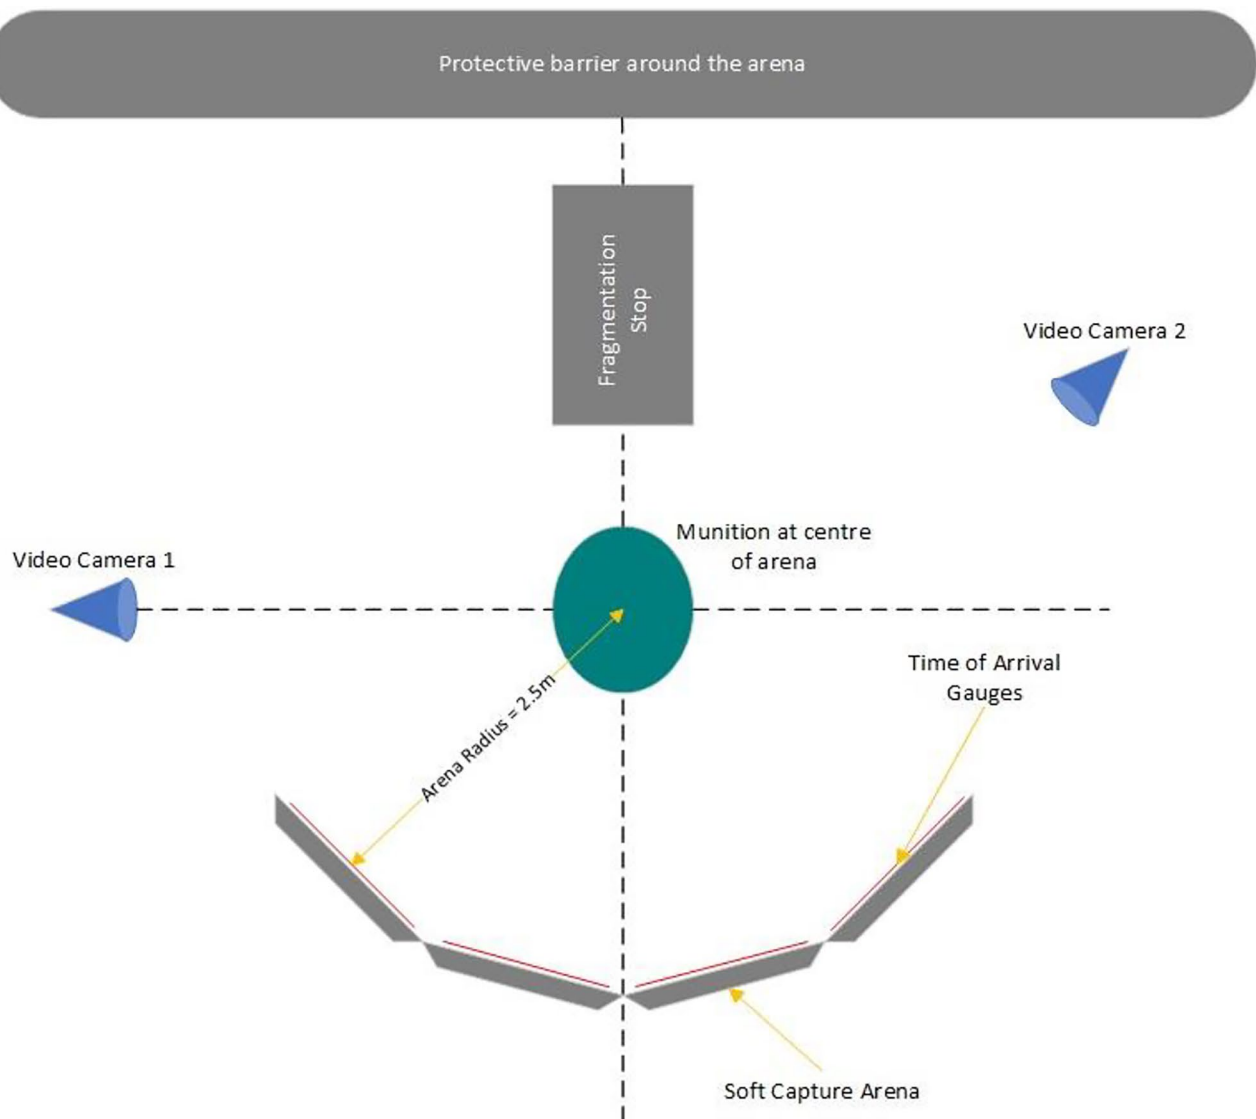 Protective barrier around the arena
Fragmentation
Stop
Video Camera 2
Munition at centre
of arena
Video Camera 1
Time of Arrival
Gauges
Arena Radius = 2.5m
Soft Capture Arena